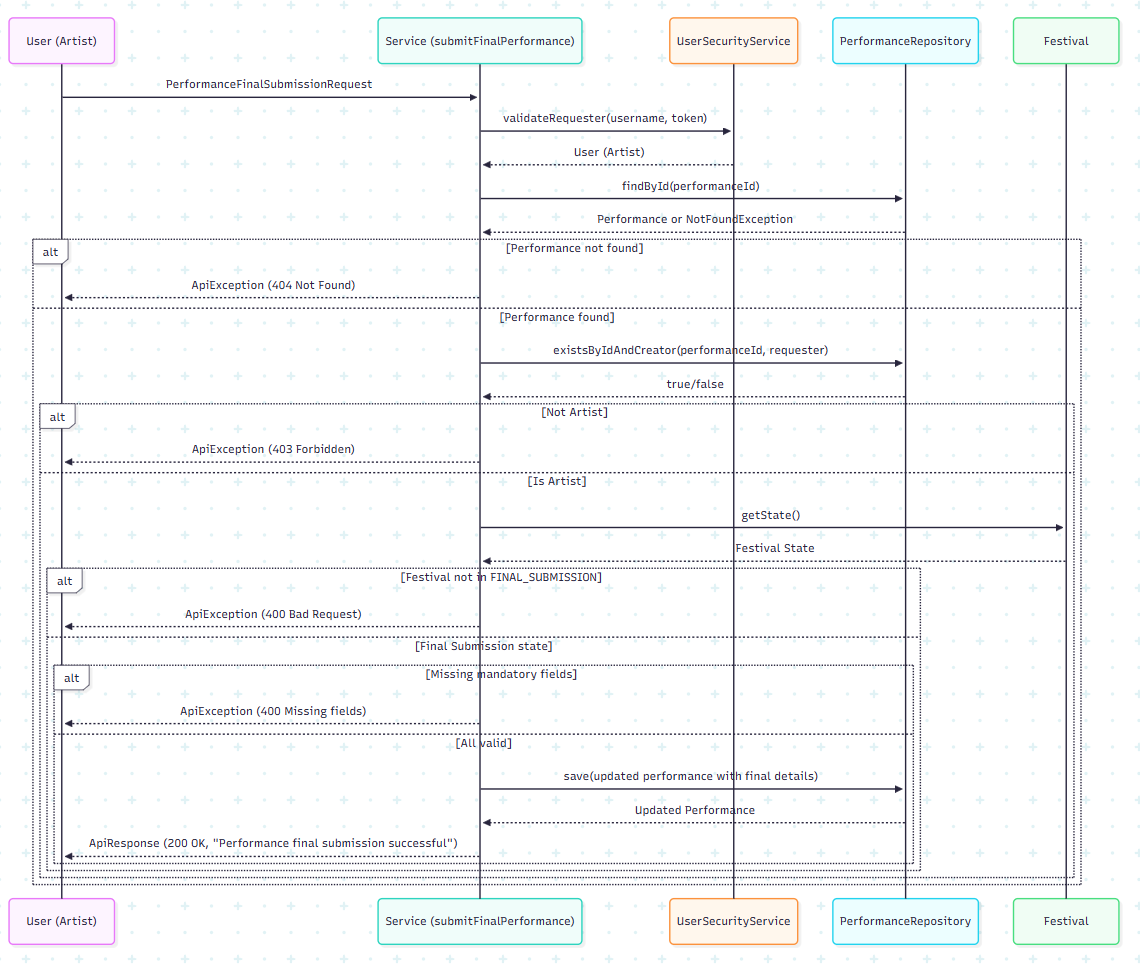 User (Artist)
Service (submitFinalPerformance)
UserSecurityService
PerformanceRepository
Festival
PerformanceFinalSubmissionRequest
validateRequester(username, token)
User (Artist)
findById(performanceId)
Performance or NotFoundException
alt
[Performance not found]
ApiException (404 Not Found)
[Performance found]
existsByIdAndCreator(performanceId, requester)
true/false
alt
[Not Artist]
ApiException (403 Forbidden)
[Is Artist]
getState()
Festival State
alt
[Festival not in FINAL_SUBMISSION]
ApiException (400 Bad Request)
[Final Submission state]
alt
[Missing mandatory fields]
ApiException (400 Missing fields)
[All valid]
save(updated performance with final details)
Updated Performance
ApiResponse (200 OK, "Performance final submission successful")
User (Artist)
Service (submitFinalPerformance)
UserSecurityService
PerformanceRepository
Festival